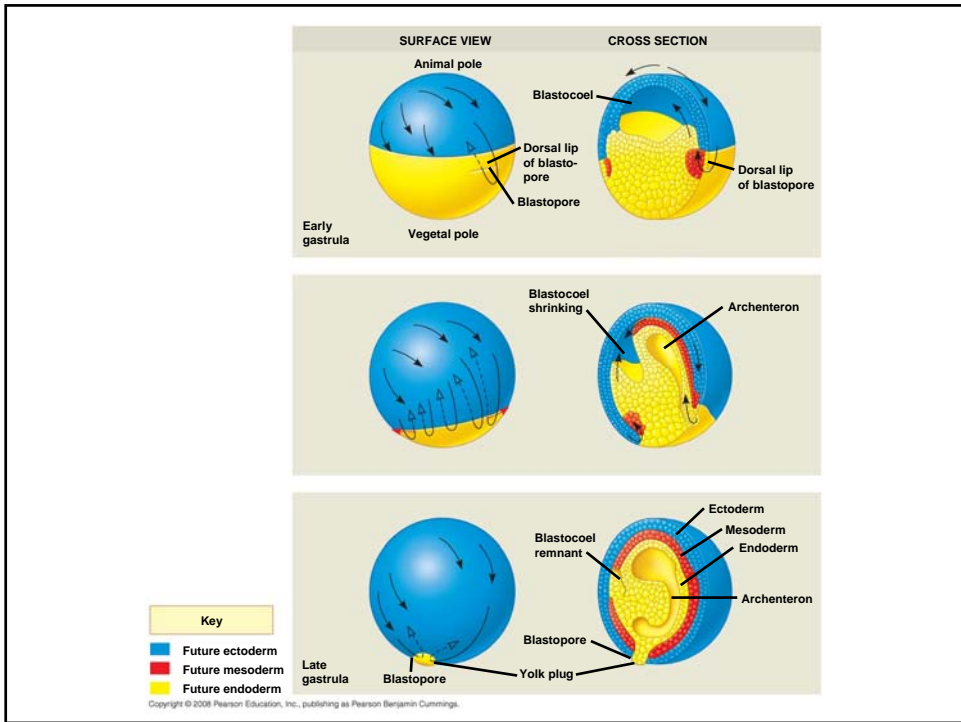 SURFACE VIEW
CROSS SECTION
Animal pole
Blastocoel
Dorsal lip
of blasto-
pore
Blastopore
Dorsal lip
of blastopore
Early
gastrula
Vegetal pole
Blastocoel
shrinking
Archenteron
Ectoderm
Mesoderm
Endoderm
Blastocoel
remnant
Archenteron
Blastopore
Yolk plug
Blastopore
Late
gastrula
Key
Future ectoderm
Future mesoderm
Future endoderm
Copyright © 2008 Pearson Education, Inc., publishing as Pearson Benjamin Cummings.